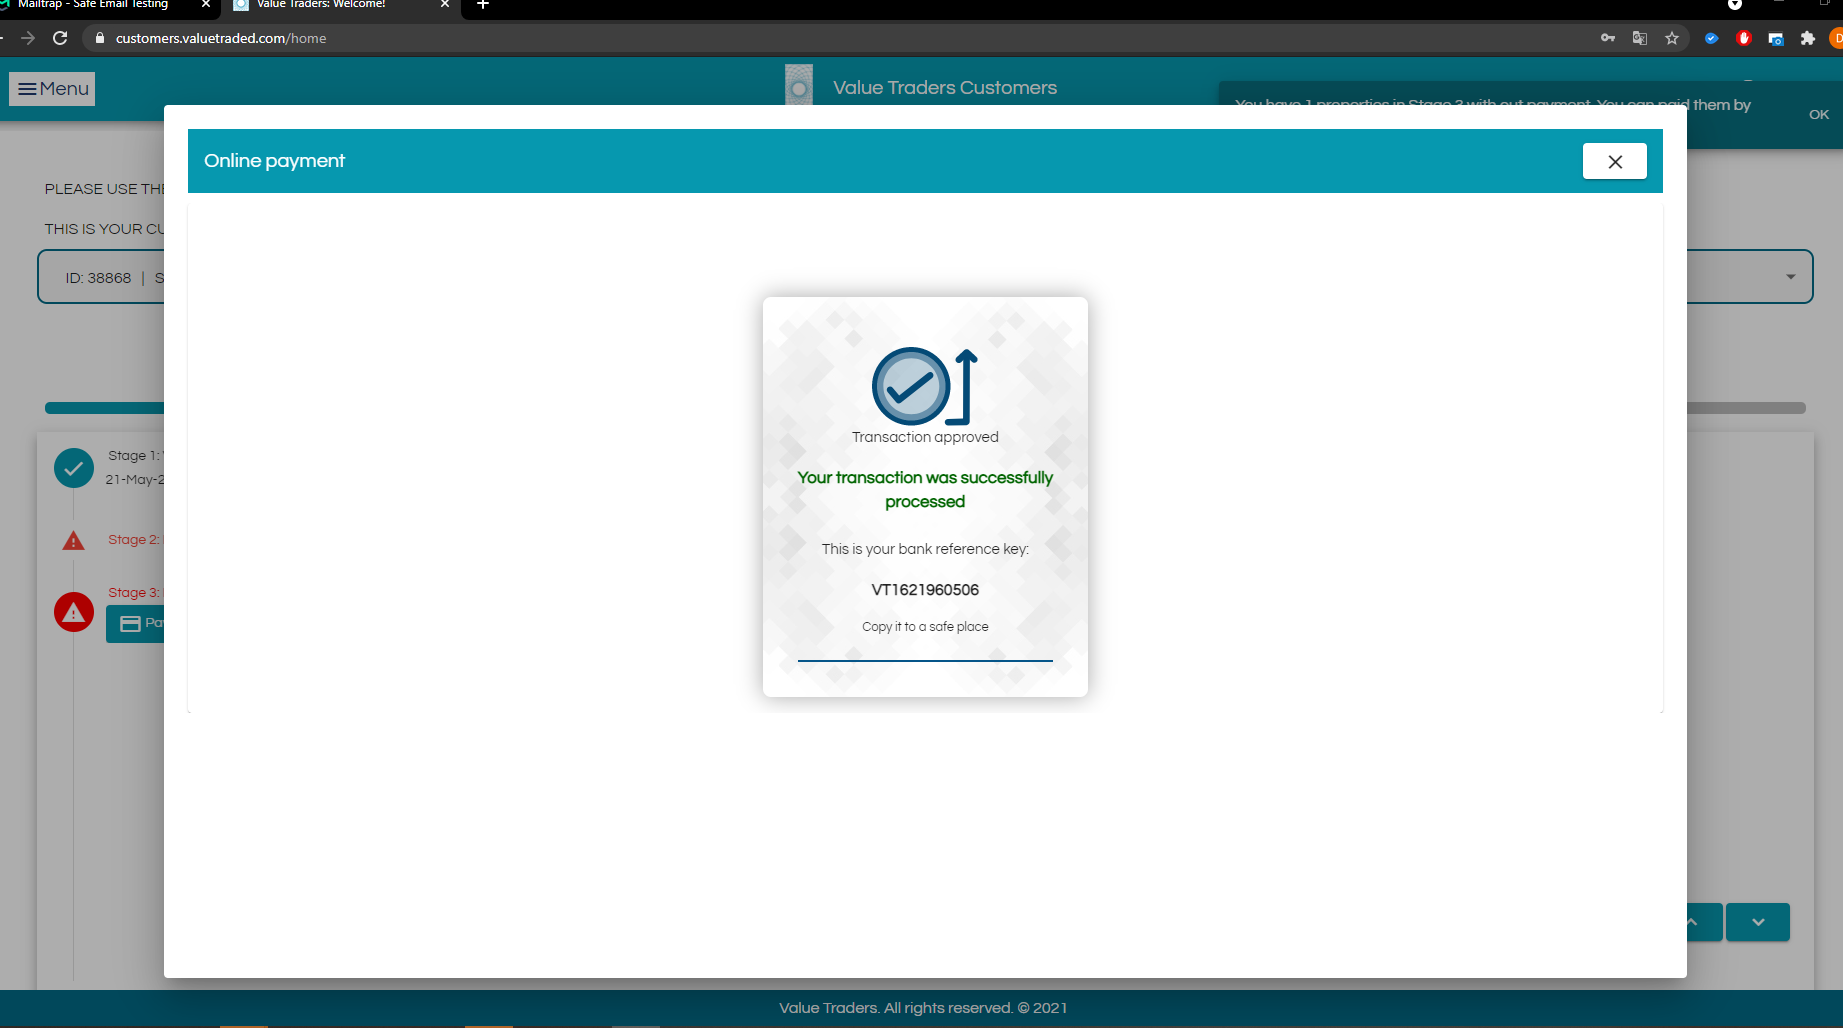 Mailtrap - Safe Email Testing
Value Traders: Welcome!
customers.valuetraded.com/home
Menu
Value Traders Customers
You have 1 properties in Stage 3 with out payment. You can paid them by
OK
Online payment
PLEASE USE THE
THIS IS YOUR CU
ID: 38868 | S
Transaction approved
Your transaction was successfully
processed
This is your bank reference key:
VT1621960506
Copy it to a safe place
Stage 1:
21-May-2
Stage 2:
Stage 3:
Pa
Value Traders. All rights reserved. © 2021